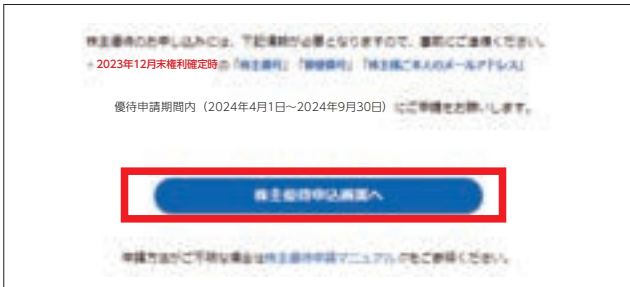 株主優待のお申し込みには、下記情報が必要となりますので、事前にご準備ください。
・2023年12月末権利確定時の「株主番号」「郵便番号」「株主様ご本人のメールアドレス」
優待申請期間内（2024年4月1日～2024年9月30日）にご申請をお願いします。
株主優待申込画面へ
申請方法がご不明な場合は株主優待申請マニュアルをご参照ください。